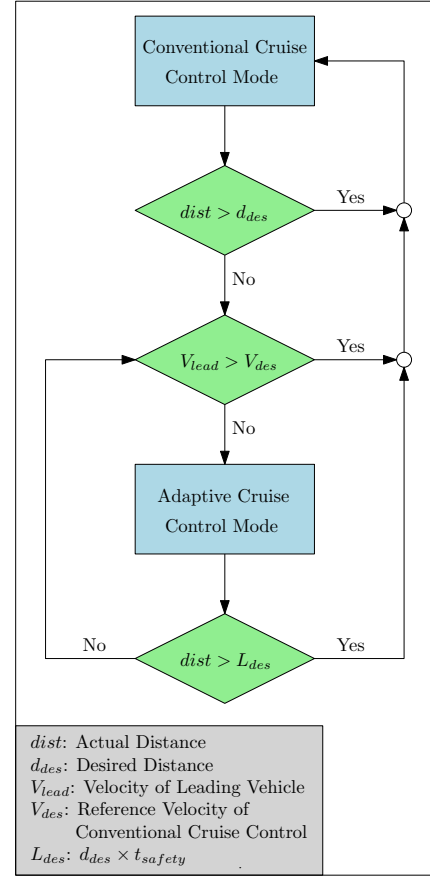 Conventional Cruise
Control Mode
dist > d_des
Yes
No
V_lead > V_des
Yes
No
Adaptive Cruise
Control Mode
No
dist > L_des
Yes
dist: Actual Distance
d_des: Desired Distance
V_lead: Velocity of Leading Vehicle
V_des: Reference Velocity of
Conventional Cruise Control
L_des: d_des × t_safety